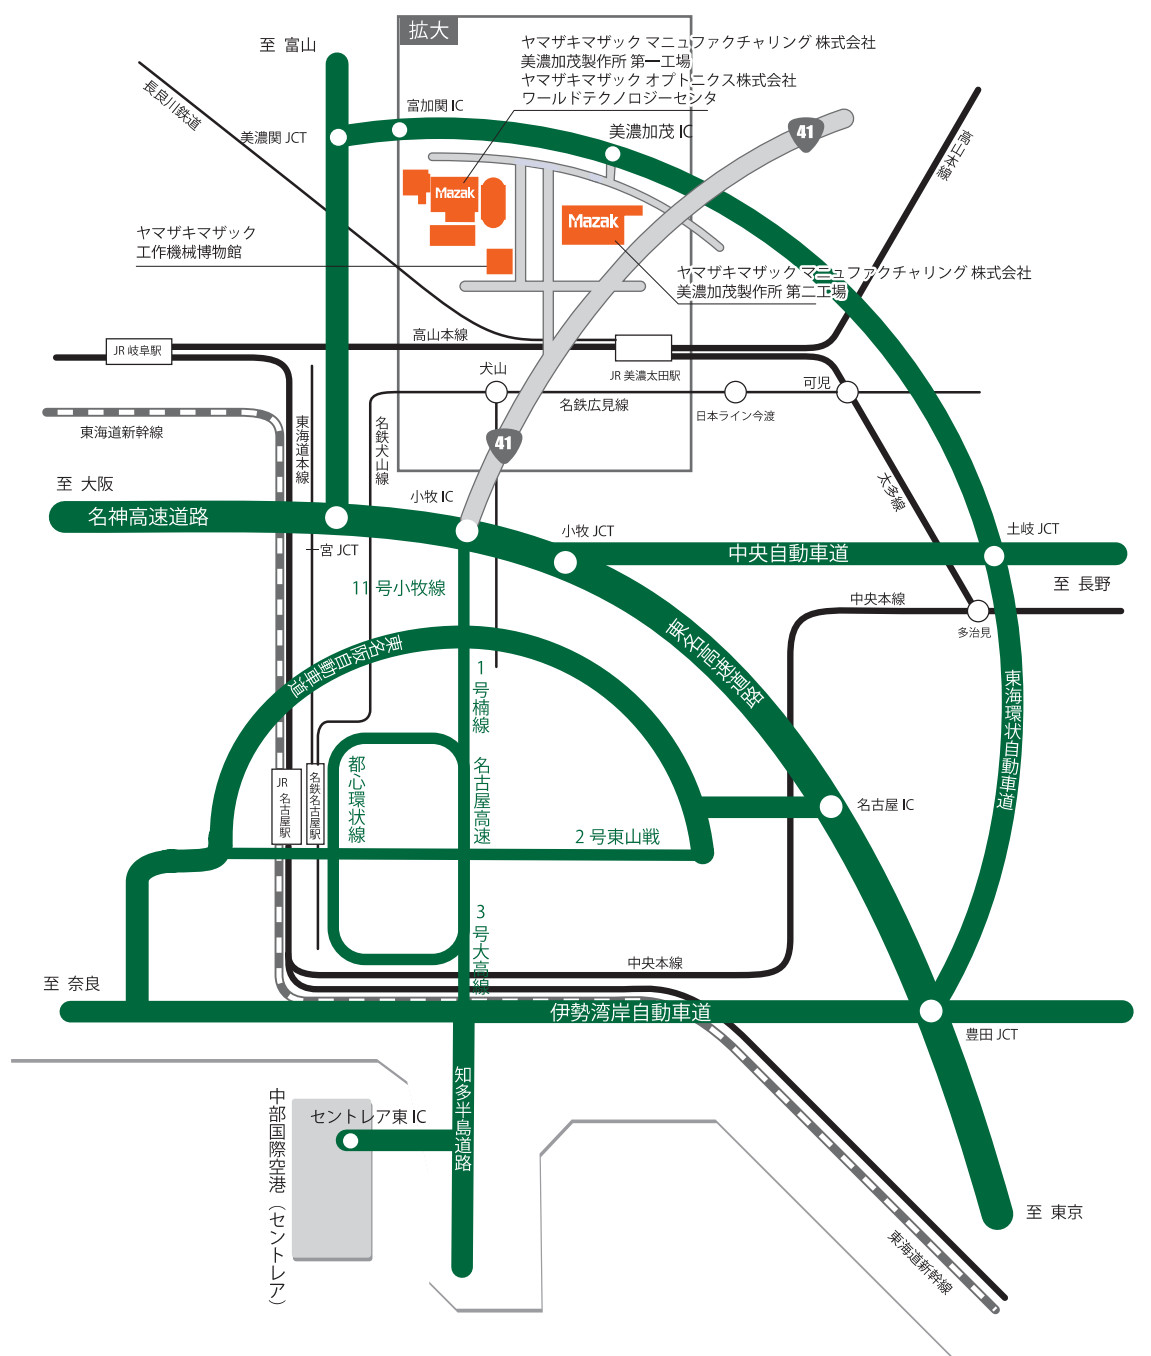 拡大
至 富山
ヤマザキマザック マニュファクチャリング 株式会社
美濃加茂製作所 第一工場
ヤマザキマザック オプトニクス株式会社
ワールドテクノロジーセンタ
長良川鉄道
富加関 IC
美濃関 JCT
美濃加茂 IC
41
高山本線
Mazak
Mazak
ヤマザキマザック
工作機械博物館
ヤマザキマザック マニュファクチャリング 株式会社
美濃加茂製作所 第二工場
高山本線
JR 岐阜駅
犬山
JR 美濃太田駅
可児
名鉄広見線
日本ライン今渡
東海道新幹線
東海道本線
名鉄犬山線
41
至 大阪
小牧 IC
太多線
名神高速道路
一宮 JCT
小牧 JCT
中央自動車道
土岐 JCT
至 長野
11 号小牧線
中央本線
多治見
東名阪自動車道
東名高速道路
1号楠線
東海環状自動車道
都心環状線
名古屋高速
JR 名古屋駅
名鉄名古屋駅
名古屋 IC
2 号東山戦
3号大高線
中央本線
至 奈良
伊勢湾岸自動車道
豊田 JCT
知多半島道路
中部国際空港（セントレア）
セントレア東 IC
至 東京
東海道新幹線